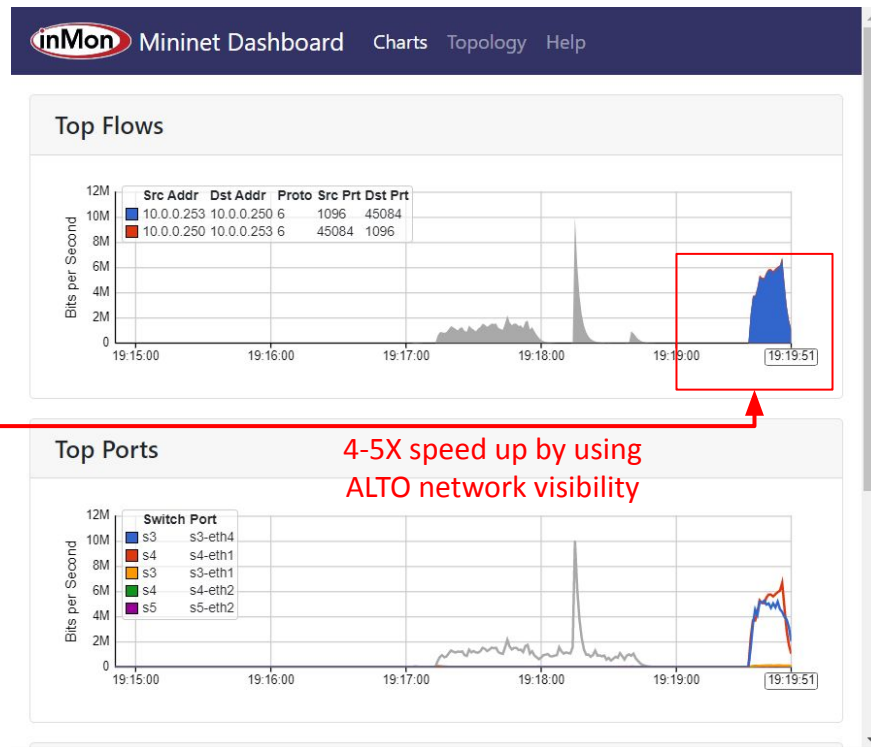 inMon Mininet Dashboard Charts Topology Help
Top Flows
Bits per Second
12M
10M
8M
6M
4M
2M
0
Src Addr Dst Addr Proto Src Prt Dst Prt
10.0.0.253 10.0.0.250 6 1096 45084
10.0.0.250 10.0.0.253 6 45084 1096
19:15:00 19:16:00 19:17:00 19:18:00 19:19:00 19:19:51
Top Ports
4-5X speed up by using
ALTO network visibility
Bits per Second
12M
10M
8M
6M
4M
2M
0
Switch Port
s3 s3-eth4
s4 s4-eth1
s3 s3-eth1
s4 s4-eth2
s5 s5-eth2
19:15:00 19:16:00 19:17:00 19:18:00 19:19:00 19:19:51